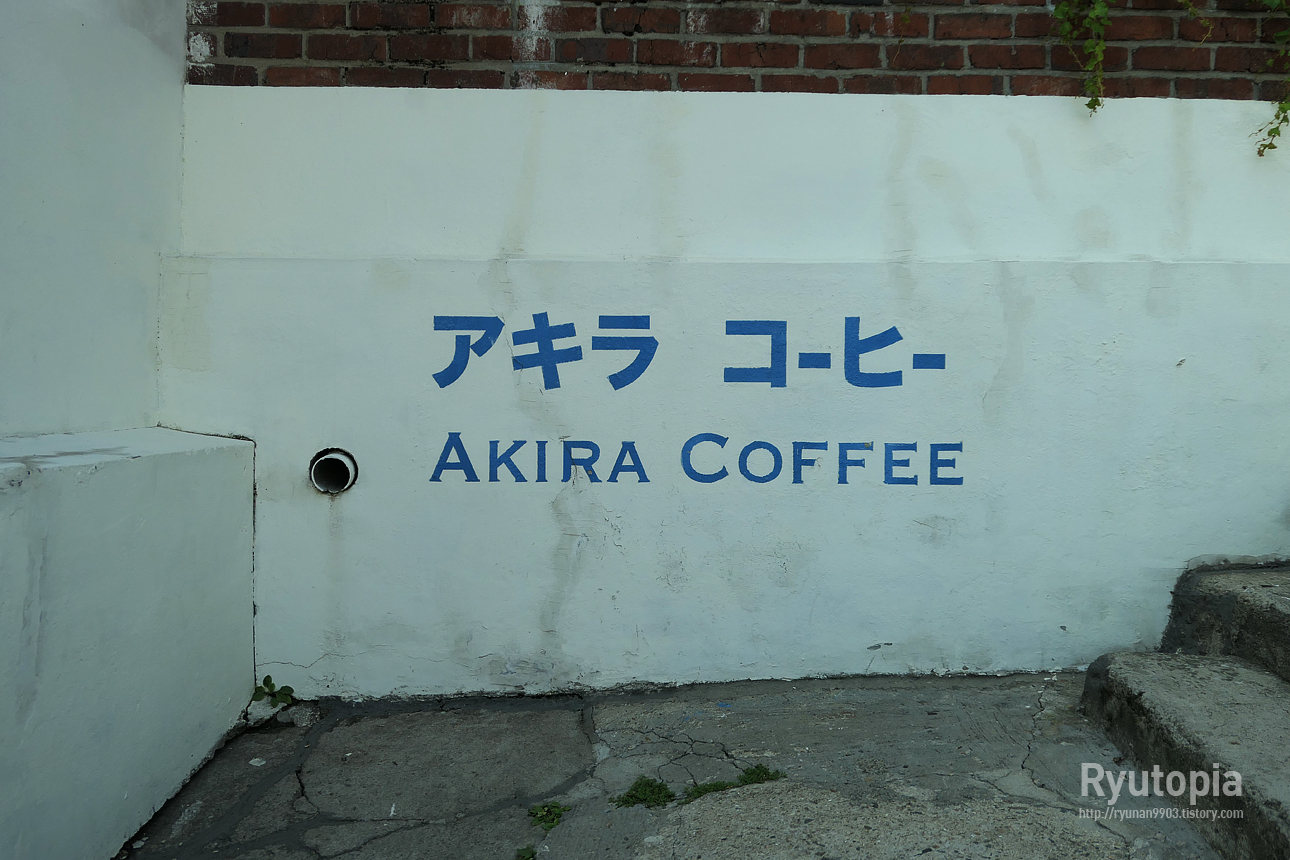 アキラ コーヒー
AKIRA COFFEE
Ryutopia
http://ryunan9903.tistory.com